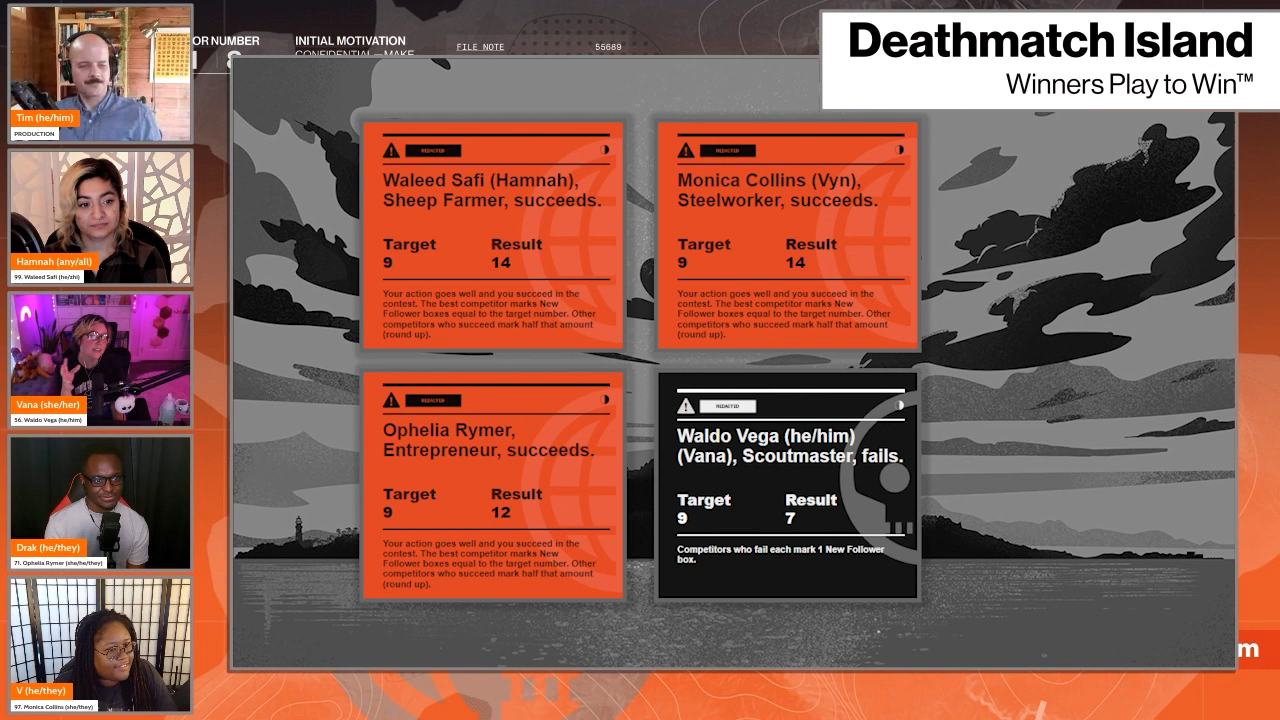 OR NUMBER
INITIAL MOTIVATION
CONFIDENTIAL – MAKE
FILE NOTE
55689
Deathmatch Island
Winners Play to Win™
Tim (he/him)
PRODUCTION
Hamnah (any/all)
99. Waleed Safi (he/zhi)
Vana (she/her)
56. Waldo Vega (he/him)
Drak (he/they)
71. Ophelia Rymer (she/he/they)
V (he/they)
97. Monica Collins (she/they)
REDACTED
Waleed Safi (Hamnah),
Sheep Farmer, succeeds.
Target
Result
9
14
Your action goes well and you succeed in the
contest. The best competitor marks New
Follower boxes equal to the target number. Other
competitors who succeed mark half that amount
(round up).
REDACTED
Monica Collins (Vyn),
Steelworker, succeeds.
Target
Result
9
14
Your action goes well and you succeed in the
contest. The best competitor marks New
Follower boxes equal to the target number. Other
competitors who succeed mark half that amount
(round up).
REDACTED
Ophelia Rymer,
Entrepreneur, succeeds.
Target
Result
9
12
Your action goes well and you succeed in the
contest. The best competitor marks New
Follower boxes equal to the target number. Other
competitors who succeed mark half that amount
(round up).
REDACTED
Waldo Vega (he/him)
(Vana), Scoutmaster, fails.
Target
Result
9
7
Competitors who fail each mark 1 New Follower
box.
m